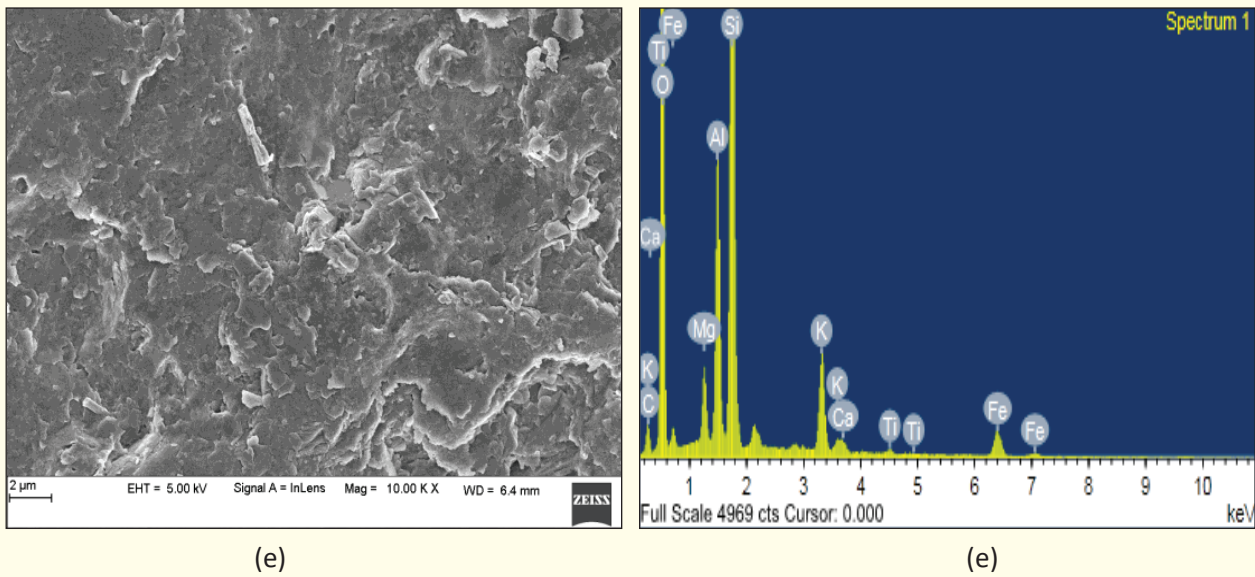 2 µm
EHT = 5.00 kV Signal A = InLens Mag = 10.00 K X WD = 6.4 mm
ZEISS
(e)
Spectrum 1
Fe
Ti
O
Si
Al
Ca
Mg
K
C
K
K
Ca
Ti
Ti
Fe
Fe
1 2 3 4 5 6 7 8 9 10
Full Scale 4969 cts Cursor: 0.000 keV
(e)